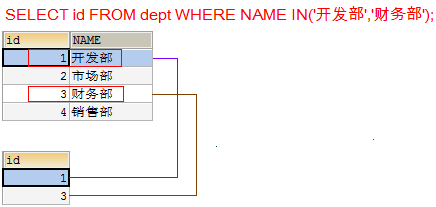 SELECT id FROM dept WHERE NAME IN('开发部','财务部');
id NAME
1 开发部
2 市场部
3 财务部
4 销售部
id
1
3